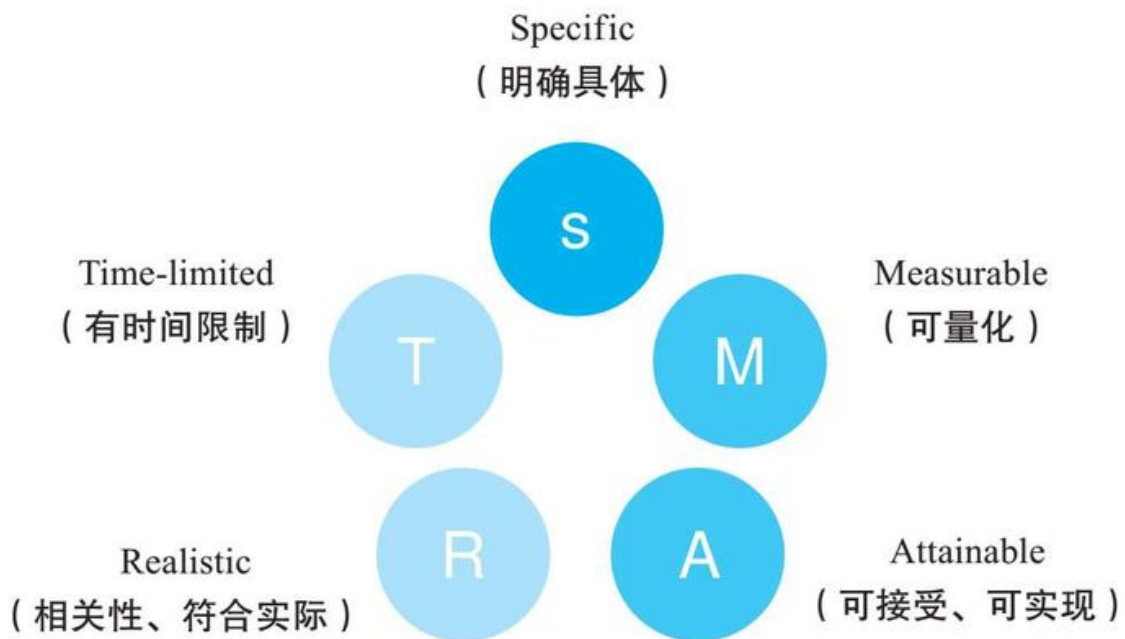 Specific
（明确具体）
s
Time-limited
（有时间限制）
T
Measurable
（可量化）
M
Realistic
（相关性、符合实际）
R
Attainable
（可接受、可实现）
A